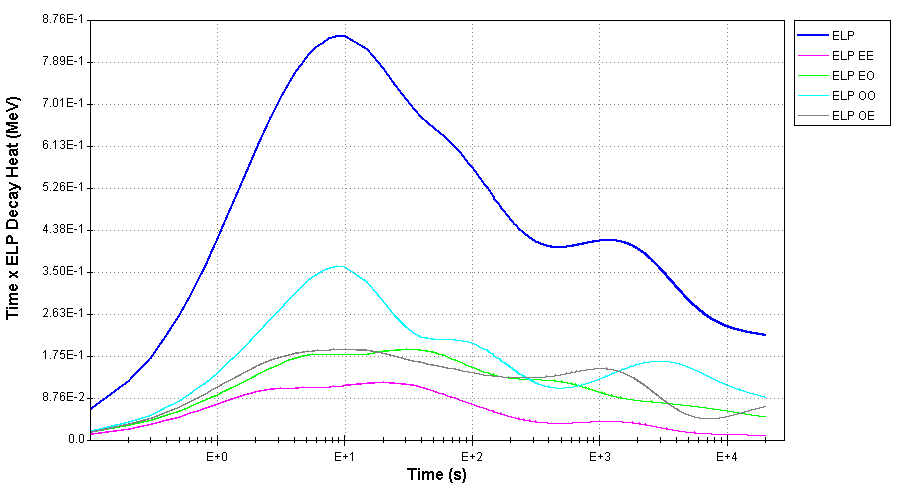 8.76E-1
7.89E-1
7.01E-1
6.13E-1
5.26E-1
4.38E-1
3.50E-1
2.63E-1
1.75E-1
8.76E-2
0.0
Time x ELP Decay Heat (MeV)
E+0 E+1 E+2 E+3 E+4
Time (s)
ELP
ELP EE
ELP EO
ELP OO
ELP OE